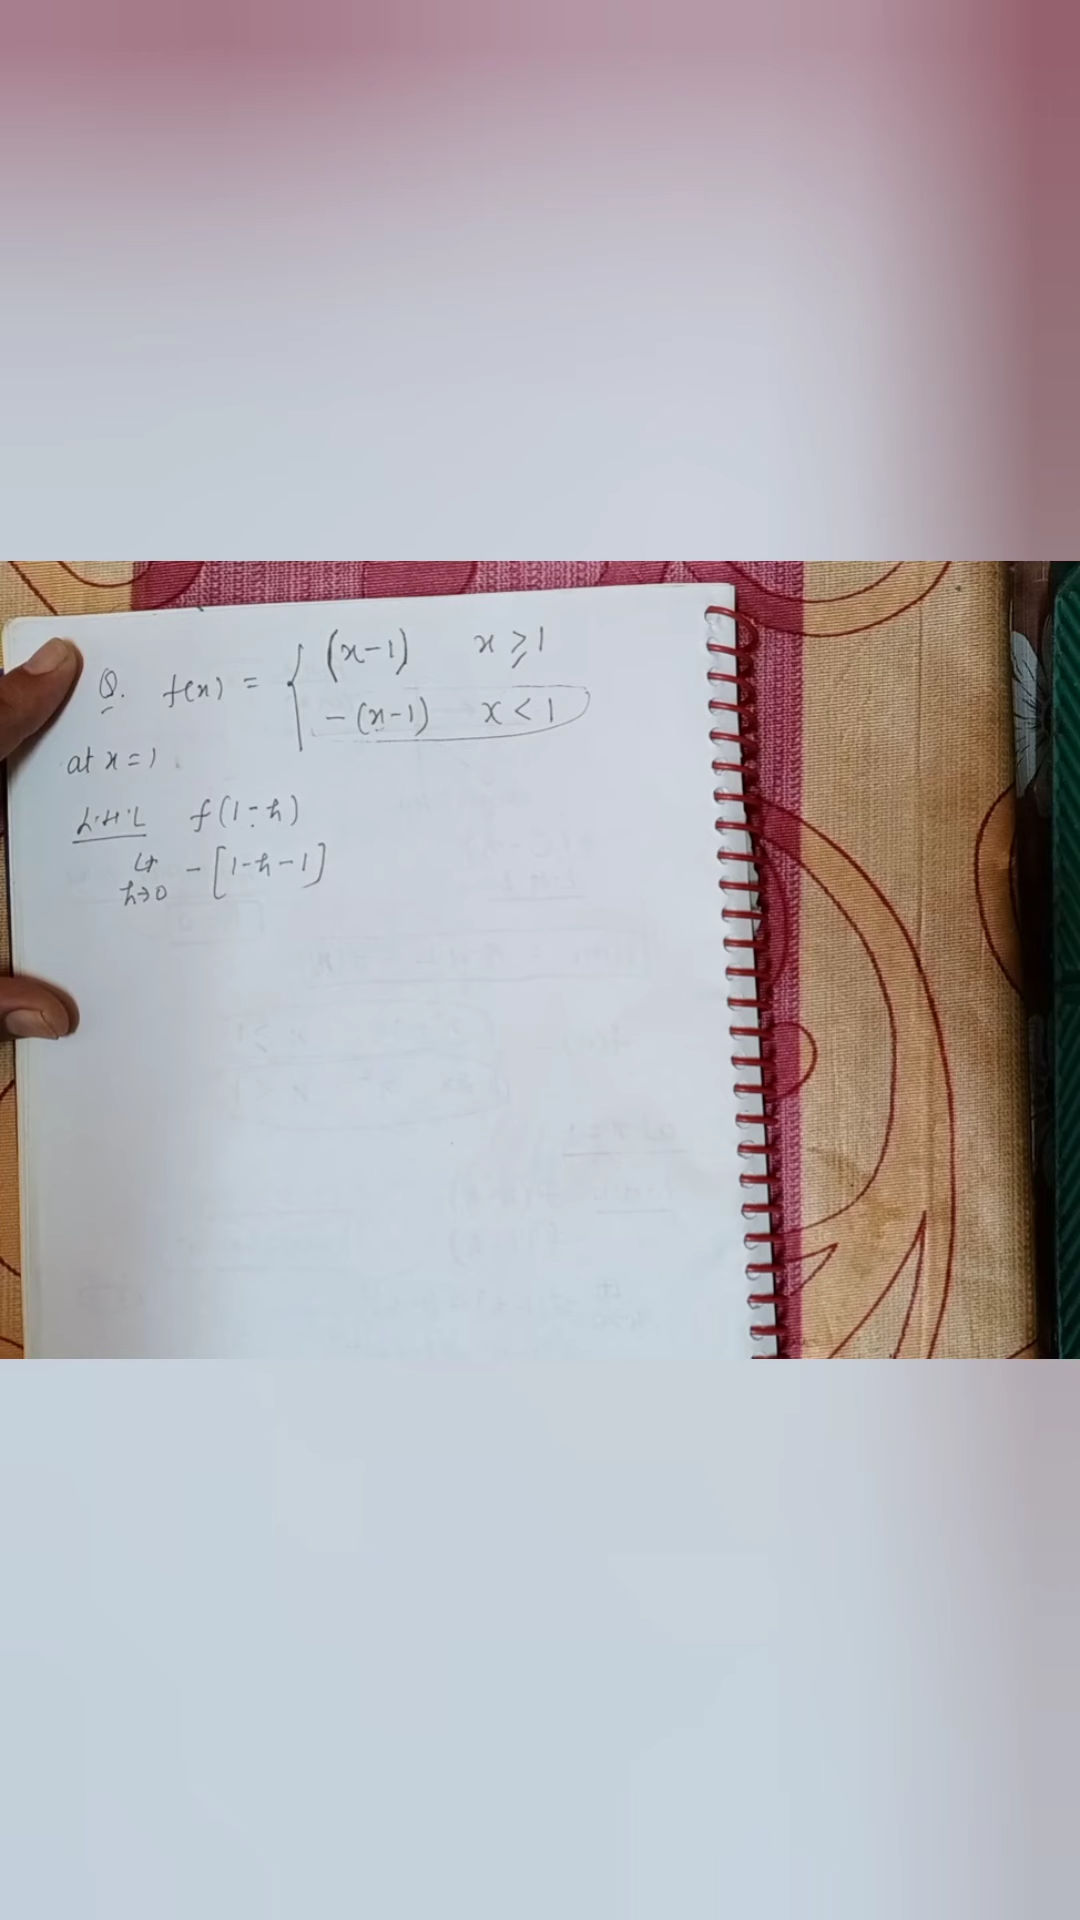 Q. f(x) = { (x-1) x ≥ 1
-(x-1) x < 1
at x = 1
L.H.L f(1-h)
Lt h→0 -[1-h-1]